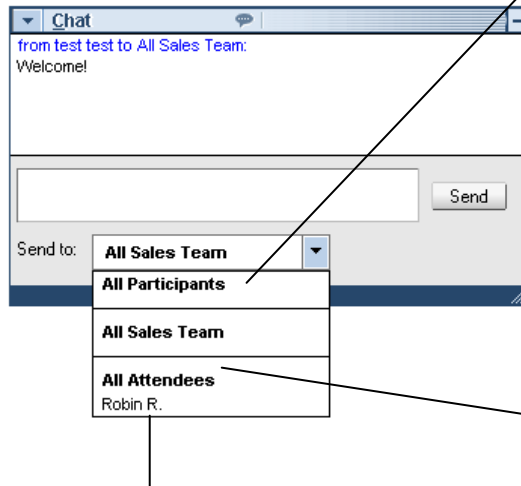 Chat
from test test to All Sales Team:
Welcome!
Send
Send to: All Sales Team
All Participants
All Sales Team
All Attendees
Robin R.